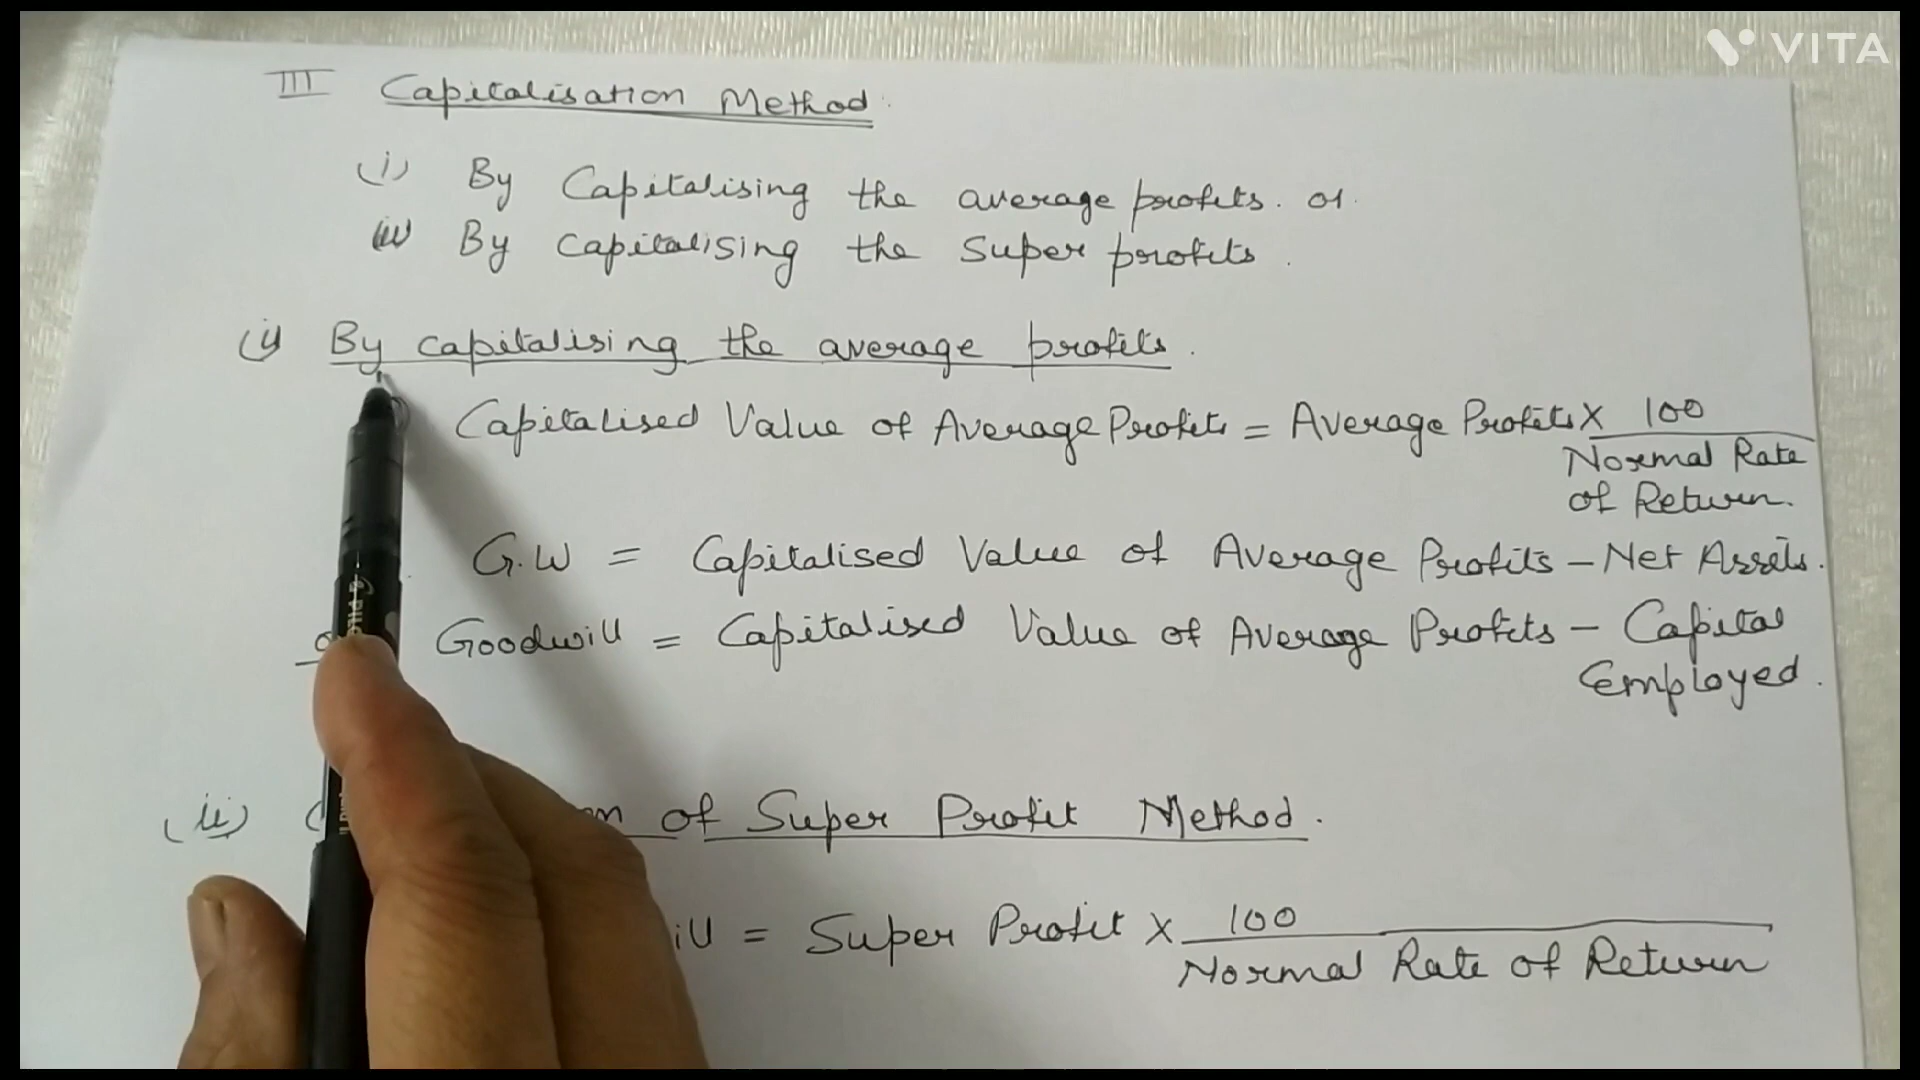 VITA
III Capitalisation Method.
(i) By Capitalising the average profits. or
(ii) By Capitalising the Super profits.
(i) By capitalising the average profits.
Capitalised Value of Average Profits = Average Profits X 100
Normal Rate
of Return.
G.W = Capitalised Value of Average Profits - Net Assets.
Goodwill = Capitalised Value of Average Profits - Capital
Employed.
(ii) of Super Profit Method.
= Super Profit X 100
Normal Rate of Return